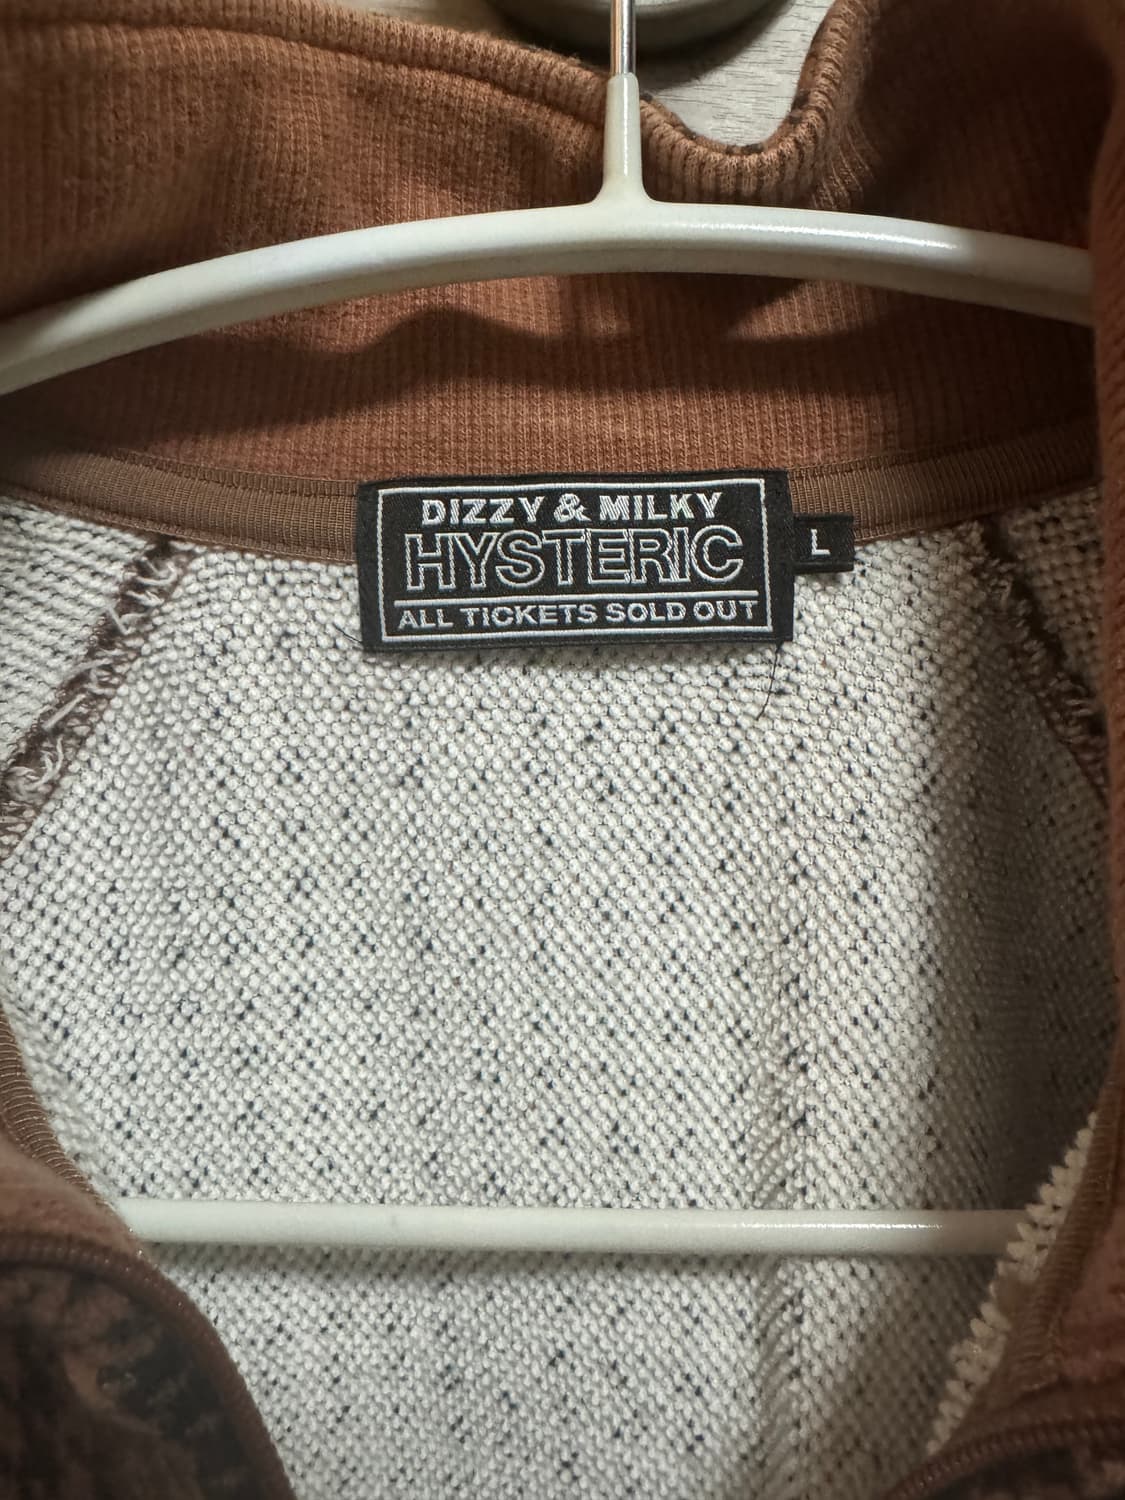 DIZZY & MILKY
HYSTERIC
ALL TICKETS SOLD OUT
L